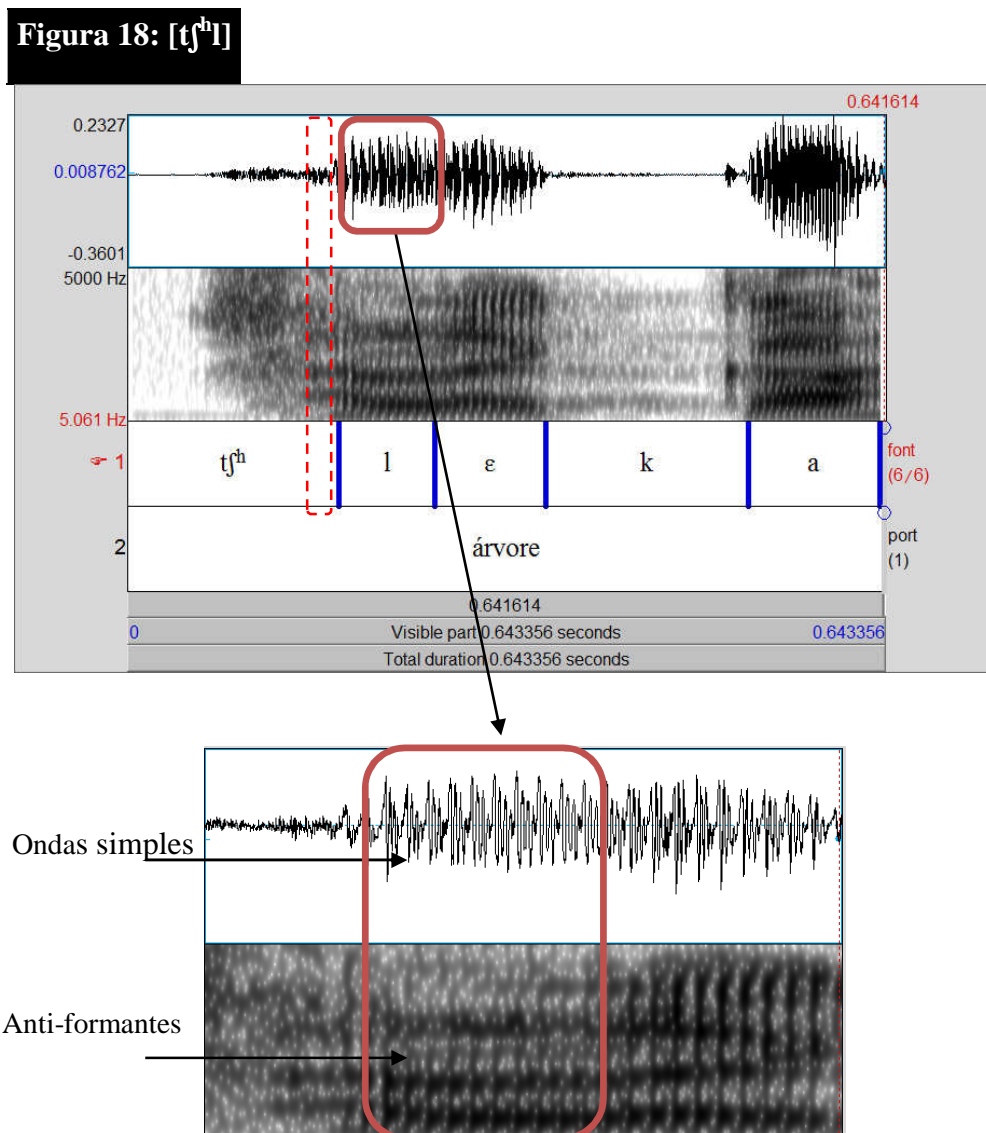 Figura 18: [tʃʰl]
0.641614
0.2327
0.008762
-0.3601
5000 Hz
5.061 Hz
☞ 1
tʃʰ l ɛ k a
font
(6/6)
2
árvore
port
(1)
0.641614
0 Visible part 0.643356 seconds 0.643356
Total duration 0.643356 seconds
Ondas simples
Anti-formantes